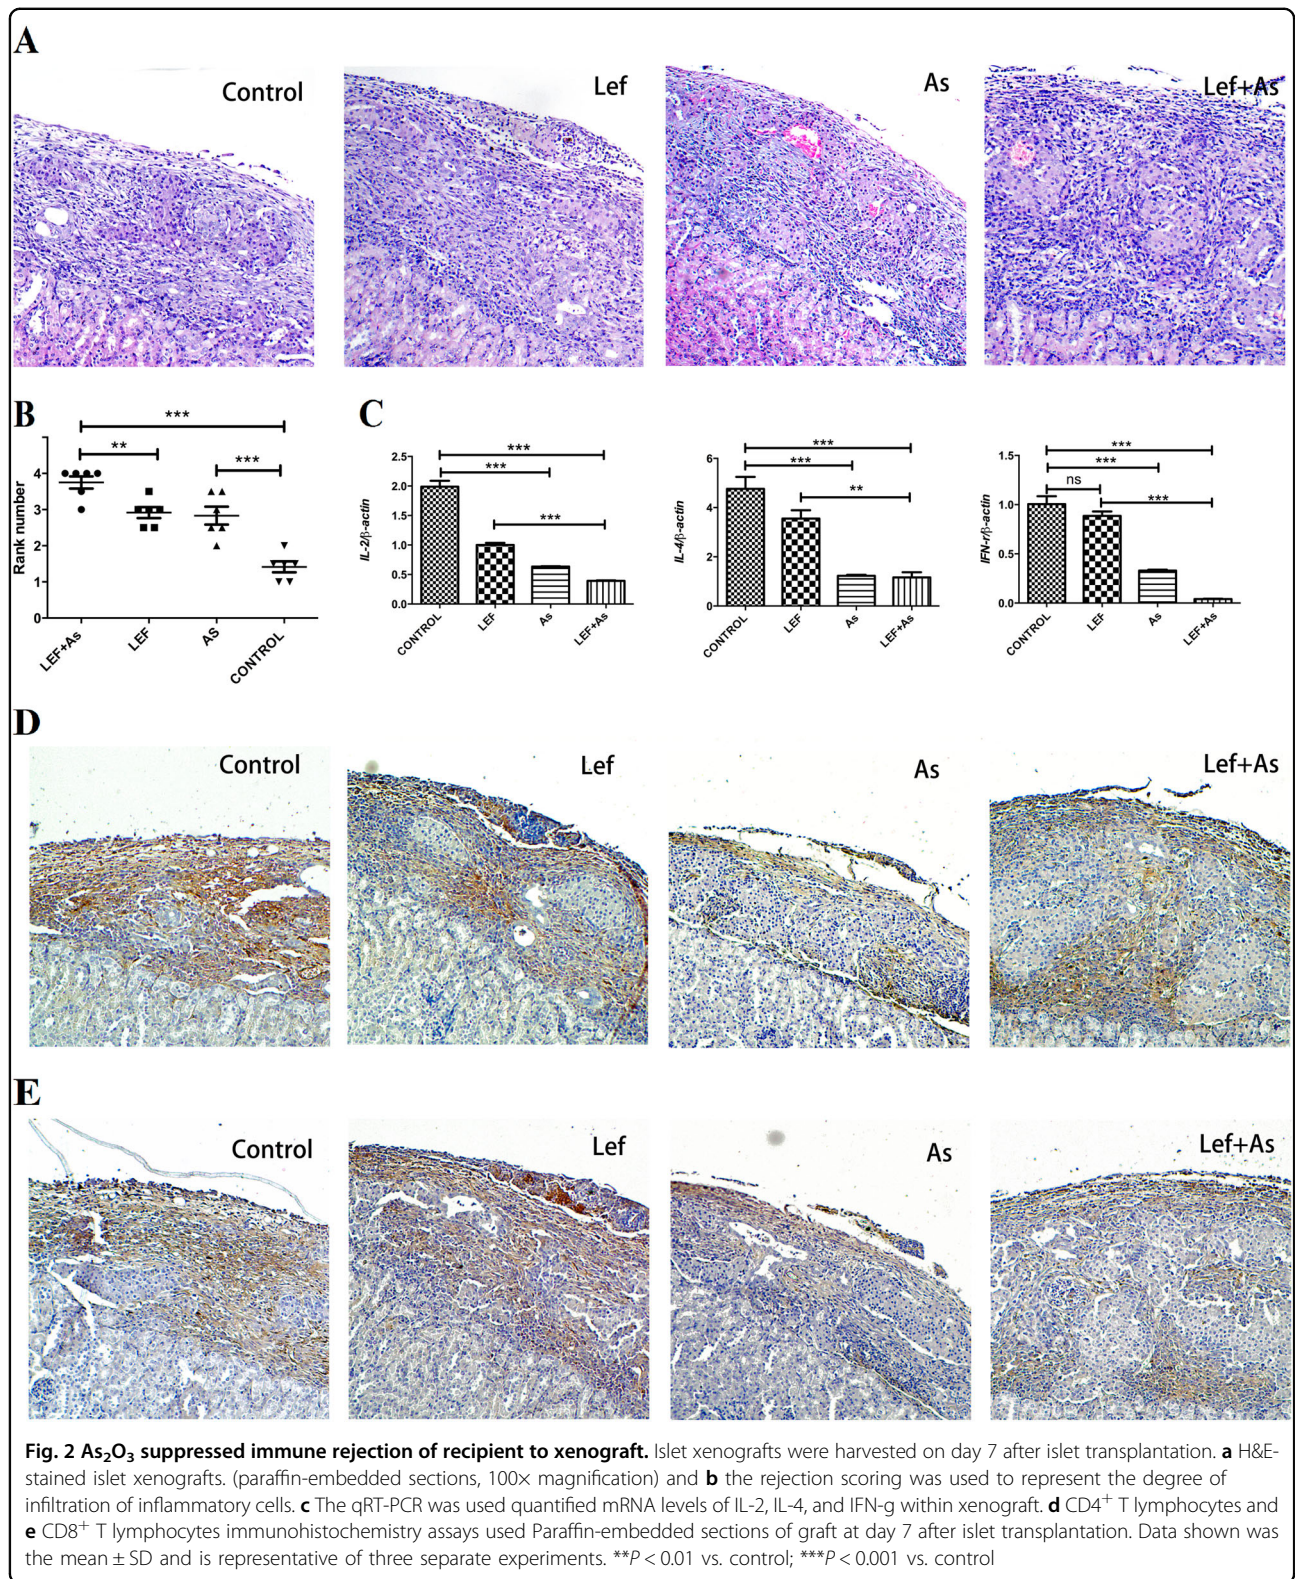 A
Control
Lef
As
Lef+As
B
***
**
***
Rank number
4
3
2
1
0
LEF+As
LEF
AS
CONTROL
C
***
***
***
IL-2/β-actin
2.5
2.0
1.5
1.0
0.5
0.0
CONTROL
LEF
As
LEF+As
***
***
**
IL-4/β-actin
6
4
2
0
CONTROL
LEF
As
LEF+As
***
***
ns
***
IFN-r/β-actin
1.5
1.0
0.5
0.0
CONTROL
LEF
As
LEF+As
D
Control
Lef
As
Lef+As
E
Control
Lef
As
Lef+As
Fig. 2 As₂O₃ suppressed immune rejection of recipient to xenograft. Islet xenografts were harvested on day 7 after islet transplantation. a H&E-
stained islet xenografts. (paraffin-embedded sections, 100× magnification) and b the rejection scoring was used to represent the degree of
infiltration of inflammatory cells. c The qRT-PCR was used quantified mRNA levels of IL-2, IL-4, and IFN-g within xenograft. d CD4⁺ T lymphocytes and
e CD8⁺ T lymphocytes immunohistochemistry assays used Paraffin-embedded sections of graft at day 7 after islet transplantation. Data shown was
the mean ± SD and is representative of three separate experiments. **P < 0.01 vs. control; ***P < 0.001 vs. control